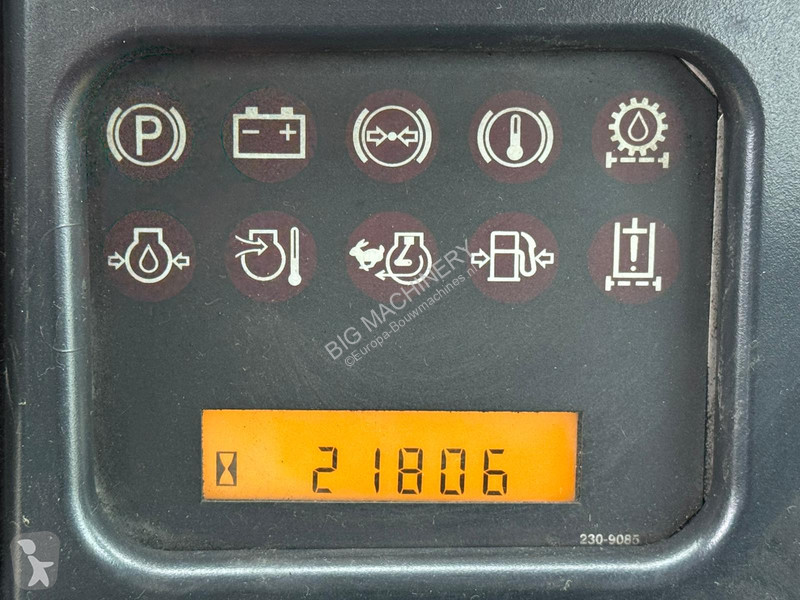 P
BIG MACHINERY
©Europa-Bouwmachines.nl
21806
230-9085